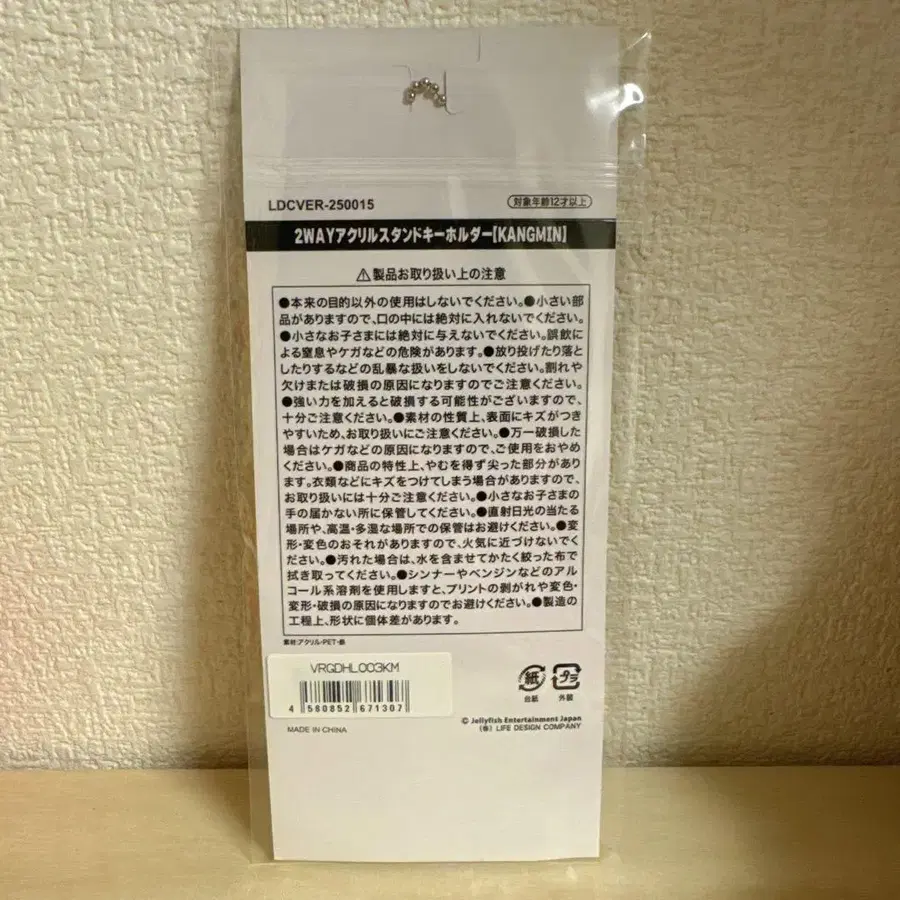 LDCVER-250015
対象年齢12才以上
2WAYアクリルスタンドキーホルダー[KANGMIN]
⚠製品お取り扱い上の注意
●本来の目的以外の使用はしないでください。●小さい部
品がありますので、口の中には絶対に入れないでください。
●小さなお子さまには絶対に与えないでください。誤飲
による窒息やケガなどの危険があります。●放り投げたり落と
したりするなどの乱暴な扱いをしないでください。割れや
欠けまたは破損の原因になりますのでご注意ください。
●強い力を加えると破損する可能性がございますので、
十分ご注意ください。●素材の性質上、表面にキズがつき
やすいため、お取り扱いにご注意ください。●万一破損した
場合はケガなどの原因になりますので、ご使用をおやめ
ください。●商品の特性上、やむを得ず尖った部分があり
ます。衣類などにキズをつけてしまう場合がありますので、
お取り扱いには十分ご注意ください。●小さなお子さまの
手の届かない所に保管してください。●直射日光の当たる
場所や、高温・多湿な場所での保管はお避けください。●変
形・変色のおそれがありますので、火気に近づけないでく
ださい。●汚れた場合は、水を含ませてかたく絞った布で
拭き取ってください。●シンナーやベンジンなどのアル
コール系溶剤を使用しますと、プリントの剥がれや変色・
変形・破損の原因になりますのでお避けください。●製造の
工程上、形状に個体差があります。
素材:アクリル・PET・鉄
VRGDHL003KM
4 580852 671307
MADE IN CHINA
紙
台紙
プラ
外装
© Jellyfish Entertainment Japan
(株) LIFE DESIGN COMPANY